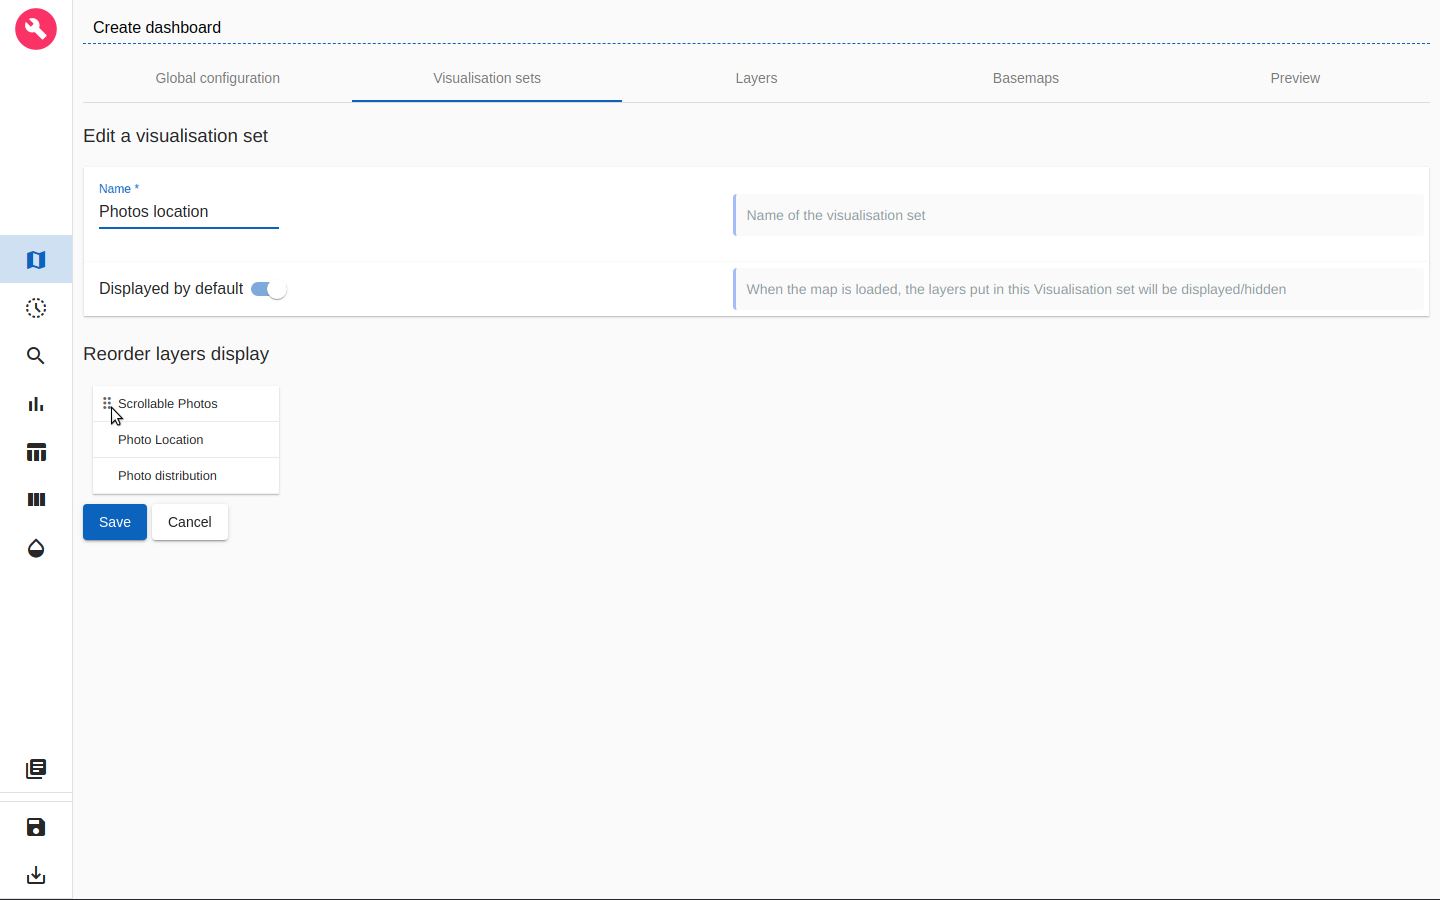 Create dashboard
Global configuration Visualisation sets Layers Basemaps Preview
Edit a visualisation set
Name *
Photos location
Name of the visualisation set
Displayed by default
When the map is loaded, the layers put in this Visualisation set will be displayed/hidden
Reorder layers display
Scrollable Photos
Photo Location
Photo distribution
Save Cancel